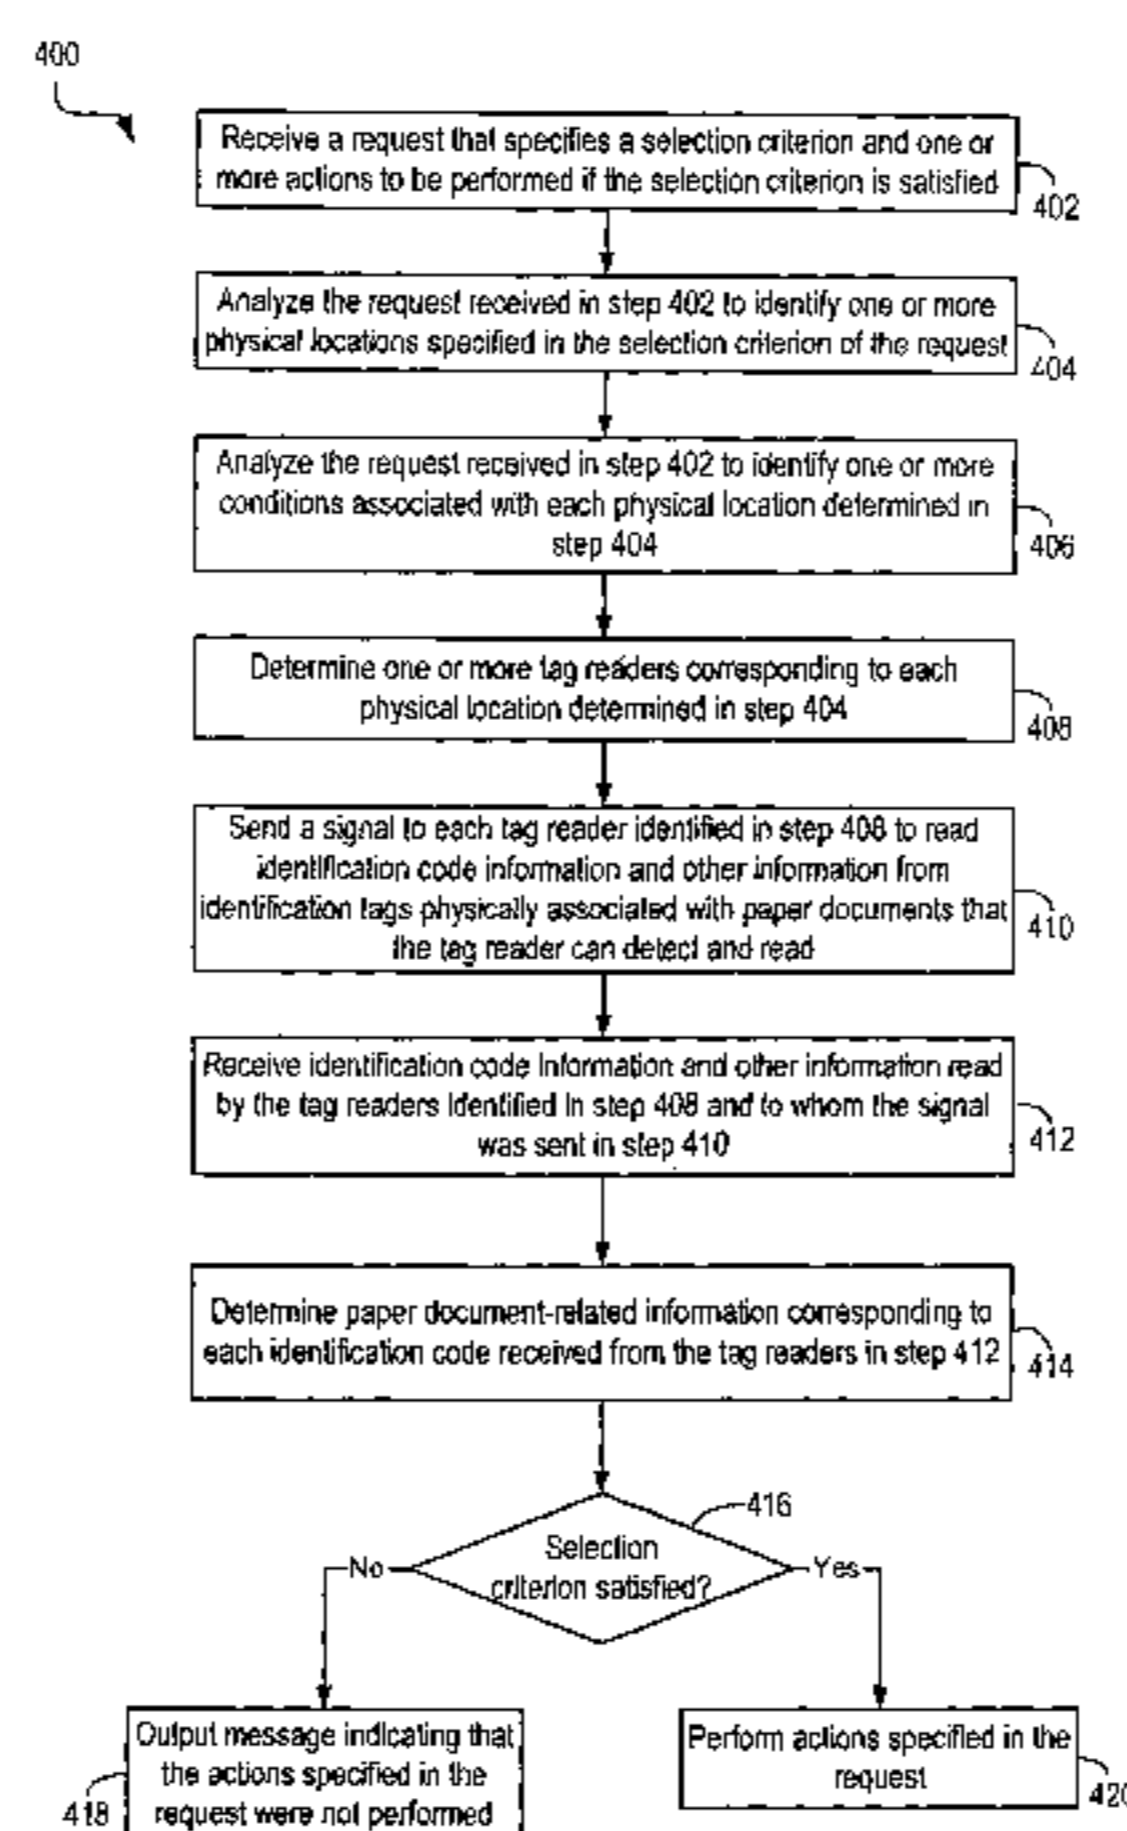 400
Receive a request that specifies a selection criterion and one or
more actions to be performed if the selection criterion is satisfied
402
Analyze the request received in step 402 to identify one or more
physical locations specified in the selection criterion of the request
404
Analyze the request received in step 402 to identify one or more
conditions associated with each physical location determined in
step 404
406
Determine one or more tag readers corresponding to each
physical location determined in step 404
408
Send a signal to each tag reader identified in step 408 to read
identification code information and other information from
identification tags physically associated with paper documents that
the tag reader can detect and read
410
Receive identification code Information and other information read
by the tag readers identified in step 408 and to whom the signal
was sent in step 410
412
Determine paper document-related information corresponding to
each identification code received from the tag readers in step 412
414
416
Selection
criterion satisfied?
No
Yes
Output message indicating that
the actions specified in the
request were not performed
418
Perform actions specified in the
request
420